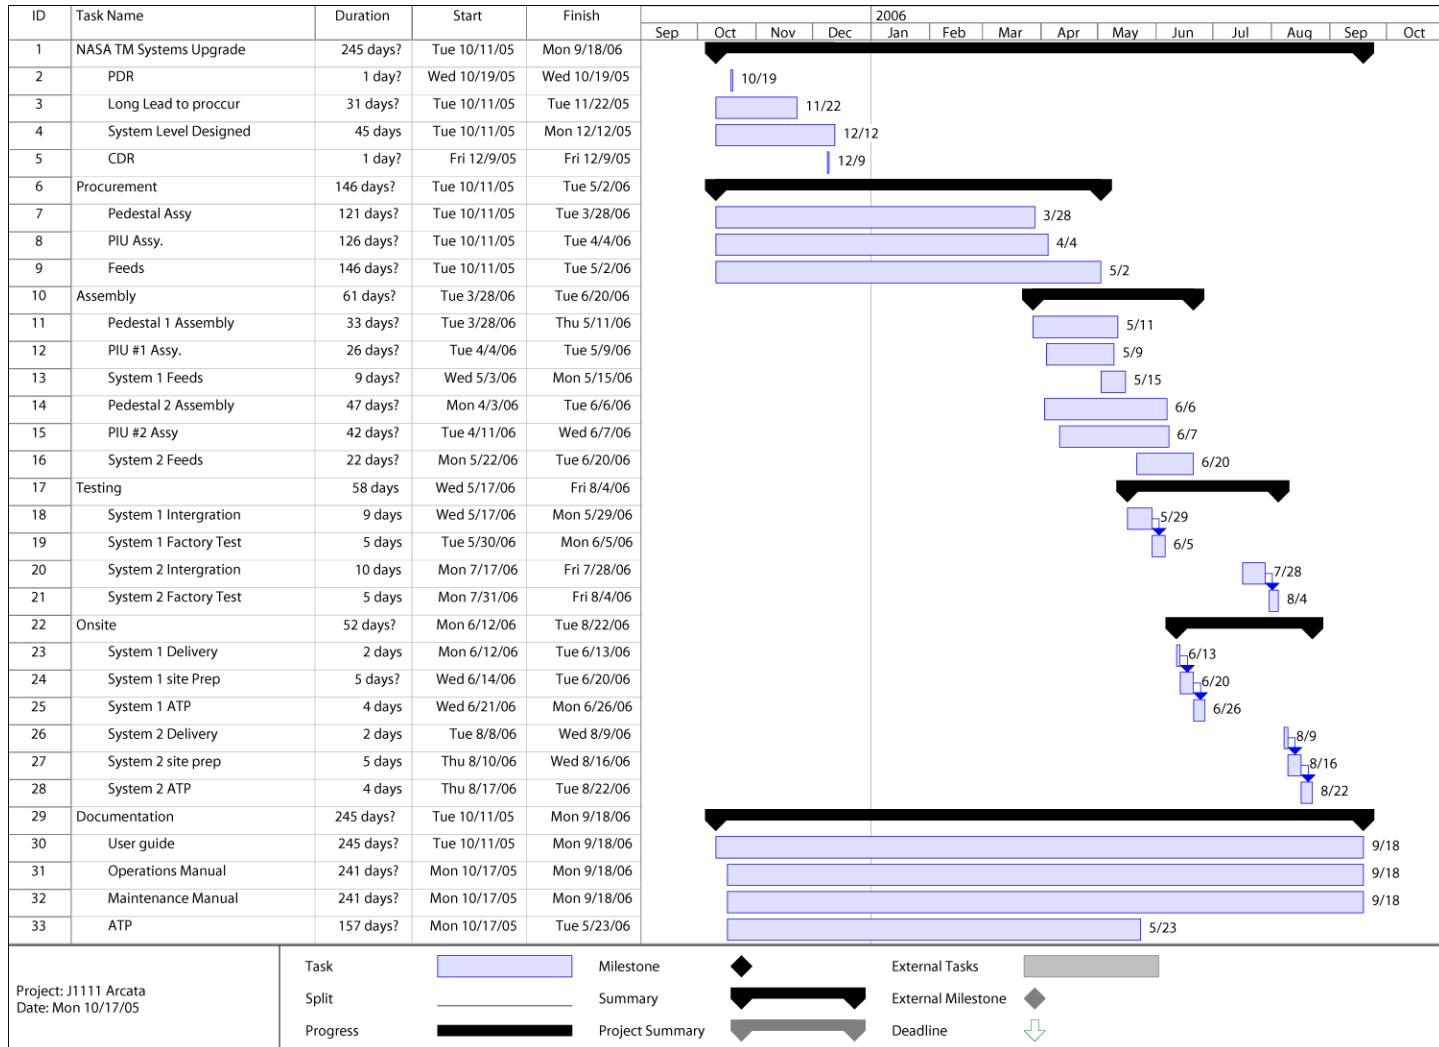 ID Task Name Duration Start Finish 2006
Sep Oct Nov Dec Jan Feb Mar Apr May Jun Jul Aug Sep Oct
1 NASA TM Systems Upgrade 245 days? Tue 10/11/05 Mon 9/18/06
2 PDR 1 day? Wed 10/19/05 Wed 10/19/05 10/19
3 Long Lead to proccur 31 days? Tue 10/11/05 Tue 11/22/05 11/22
4 System Level Designed 45 days Tue 10/11/05 Mon 12/12/05 12/12
5 CDR 1 day? Fri 12/9/05 Fri 12/9/05 12/9
6 Procurement 146 days? Tue 10/11/05 Tue 5/2/06
7 Pedestal Assy 121 days? Tue 10/11/05 Tue 3/28/06 3/28
8 PIU Assy. 126 days? Tue 10/11/05 Tue 4/4/06 4/4
9 Feeds 146 days? Tue 10/11/05 Tue 5/2/06 5/2
10 Assembly 61 days? Tue 3/28/06 Tue 6/20/06
11 Pedestal 1 Assembly 33 days? Tue 3/28/06 Thu 5/11/06 5/11
12 PIU #1 Assy. 26 days? Tue 4/4/06 Tue 5/9/06 5/9
13 System 1 Feeds 9 days? Wed 5/3/06 Mon 5/15/06 5/15
14 Pedestal 2 Assembly 47 days? Mon 4/3/06 Tue 6/6/06 6/6
15 PIU #2 Assy 42 days? Tue 4/11/06 Wed 6/7/06 6/7
16 System 2 Feeds 22 days? Mon 5/22/06 Tue 6/20/06 6/20
17 Testing 58 days Wed 5/17/06 Fri 8/4/06
18 System 1 Intergration 9 days Wed 5/17/06 Mon 5/29/06 5/29
19 System 1 Factory Test 5 days Tue 5/30/06 Mon 6/5/06 6/5
20 System 2 Intergration 10 days Mon 7/17/06 Fri 7/28/06 7/28
21 System 2 Factory Test 5 days Mon 7/31/06 Fri 8/4/06 8/4
22 Onsite 52 days? Mon 6/12/06 Tue 8/22/06
23 System 1 Delivery 2 days Mon 6/12/06 Tue 6/13/06 6/13
24 System 1 site Prep 5 days? Wed 6/14/06 Tue 6/20/06 6/20
25 System 1 ATP 4 days Wed 6/21/06 Mon 6/26/06 6/26
26 System 2 Delivery 2 days Tue 8/8/06 Wed 8/9/06 8/9
27 System 2 site prep 5 days Thu 8/10/06 Wed 8/16/06 8/16
28 System 2 ATP 4 days Thu 8/17/06 Tue 8/22/06 8/22
29 Documentation 245 days? Tue 10/11/05 Mon 9/18/06
30 User guide 245 days? Tue 10/11/05 Mon 9/18/06 9/18
31 Operations Manual 241 days? Mon 10/17/05 Mon 9/18/06 9/18
32 Maintenance Manual 241 days? Mon 10/17/05 Mon 9/18/06 9/18
33 ATP 157 days? Mon 10/17/05 Tue 5/23/06 5/23
Project: J1111 Arcata
Date: Mon 10/17/05
Task Milestone External Tasks
Split Summary External Milestone
Progress Project Summary Deadline